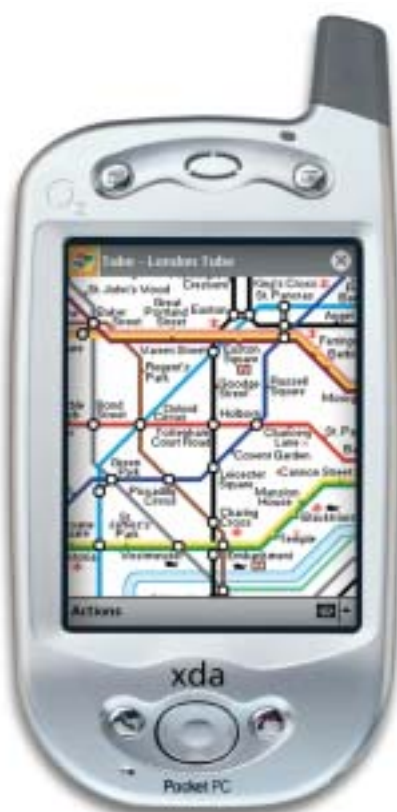 O2
Tube - London Tube
St. John's Wood
King's Cross
St. Pancras
Great
Portland
Street
Euston
Baker
Street
Warren Street
Euston
Square
Regent's
Park
Goodge
Street
Russell
Square
Bond
Street
Oxford
Circus
Holborn
Tottenham
Court Road
Chancery
Lane
Covent Garden
Green
Park
Leicester
Square
Cannon Street
Piccadilly
Circus
Mansion
House
St.
James's
Park
Charing
Cross
Blackfriars
Temple
Westminster
Embankment
Actions
xda
Pocket PC